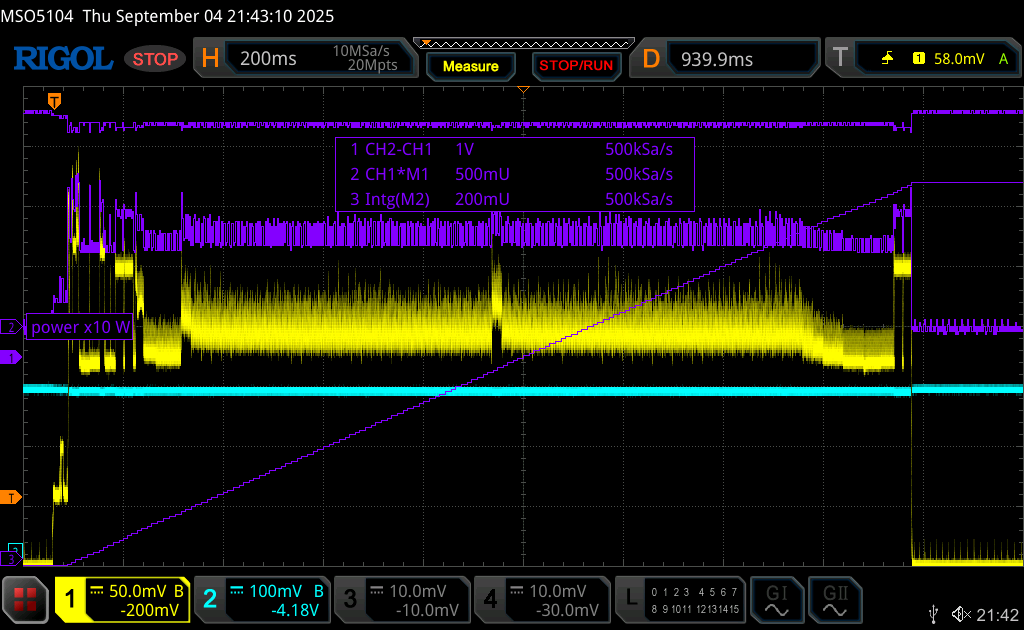 MSO5104 Thu September 04 21:43:10 2025
RIGOL STOP H 200ms 10MSa/s 20Mpts Measure STOP/RUN D 939.9ms T 1 58.0mV A
T
1 CH2-CH1 1V 500kSa/s
2 CH1*M1 500mU 500kSa/s
3 Intg(M2) 200mU 500kSa/s
2 power x10 W
1
T
2
3
1 50.0mV B -200mV
2 100mV B -4.18V
3 10.0mV -10.0mV
4 10.0mV -30.0mV
L 0 1 2 3 4 5 6 7
8 9 10 11 12 13 14 15
GI GII
21:42